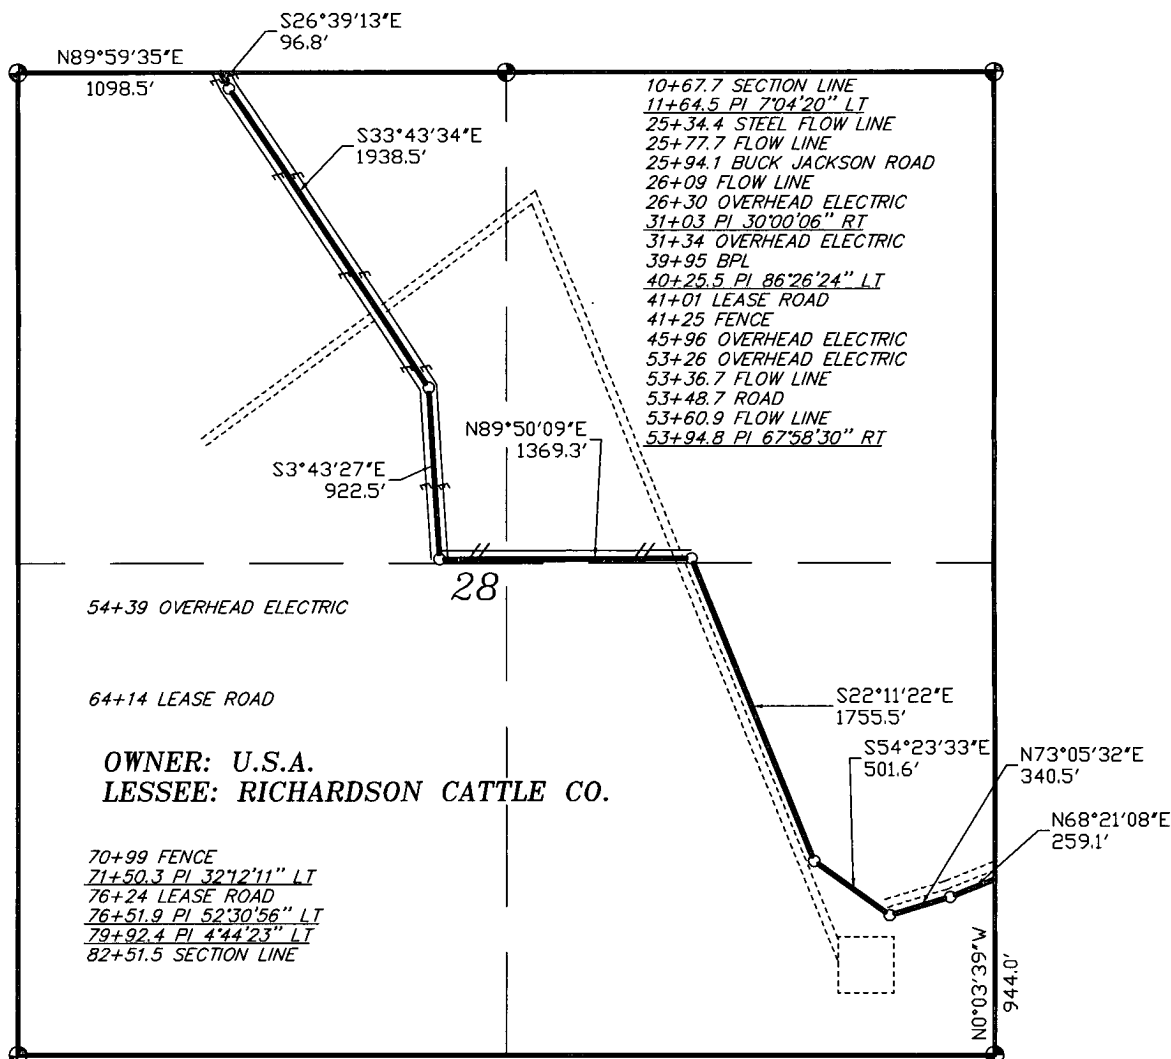 S26°39'13"E
96.8'
N89°59'35"E
1098.5'
S33°43'34"E
1938.5'
10+67.7 SECTION LINE
11+64.5 PI 7°04'20" LT
25+34.4 STEEL FLOW LINE
25+77.7 FLOW LINE
25+94.1 BUCK JACKSON ROAD
26+09 FLOW LINE
26+30 OVERHEAD ELECTRIC
31+03 PI 30°00'06" RT
31+34 OVERHEAD ELECTRIC
39+95 BPL
40+25.5 PI 86°26'24" LT
41+01 LEASE ROAD
41+25 FENCE
45+96 OVERHEAD ELECTRIC
53+26 OVERHEAD ELECTRIC
53+36.7 FLOW LINE
53+48.7 ROAD
53+60.9 FLOW LINE
53+94.8 PI 67°58'30" RT
N89°50'09"E
1369.3'
S3°43'27"E
922.5'
28
54+39 OVERHEAD ELECTRIC
64+14 LEASE ROAD
OWNER: U.S.A.
LESSEE: RICHARDSON CATTLE CO.
70+99 FENCE
71+50.3 PI 32°12'11" LT
76+24 LEASE ROAD
76+51.9 PI 52°30'56" LT
79+92.4 PI 4°44'23" LT
82+51.5 SECTION LINE
S22°11'22"E
1755.5'
S54°23'33"E
501.6'
N73°05'32"E
340.5'
N68°21'08"E
259.1'
N0°03'39"W
944.0'